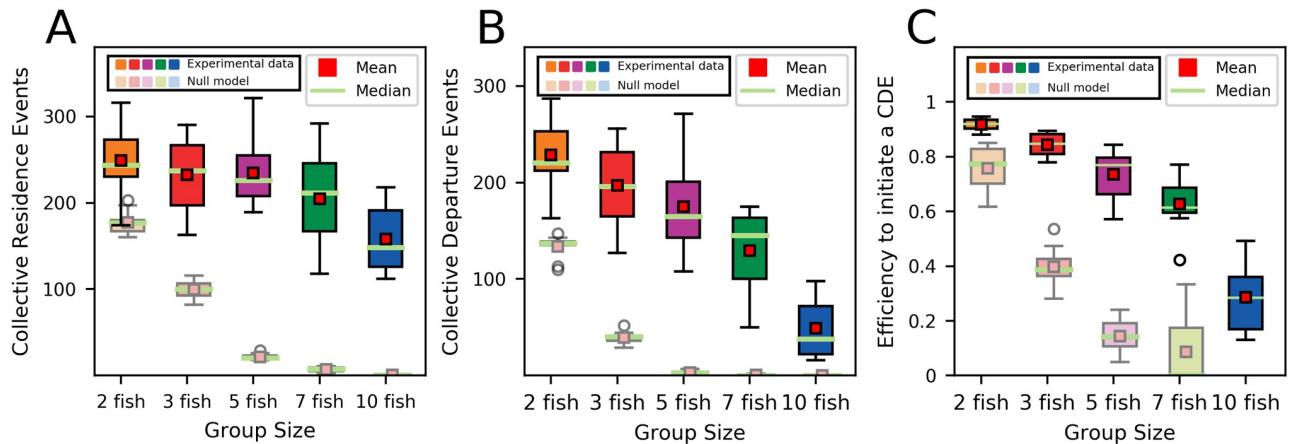 A
Collective Residence Events
300
200
100
Experimental data
Null model
Mean
Median
2 fish 3 fish 5 fish 7 fish 10 fish
Group Size
B
Collective Departure Events
300
200
100
Experimental data
Null model
Mean
Median
2 fish 3 fish 5 fish 7 fish 10 fish
Group Size
C
Efficiency to initiate a CDE
1
0.8
0.6
0.4
0.2
0
Experimental data
Null model
Mean
Median
2 fish 3 fish 5 fish 7 fish 10 fish
Group Size